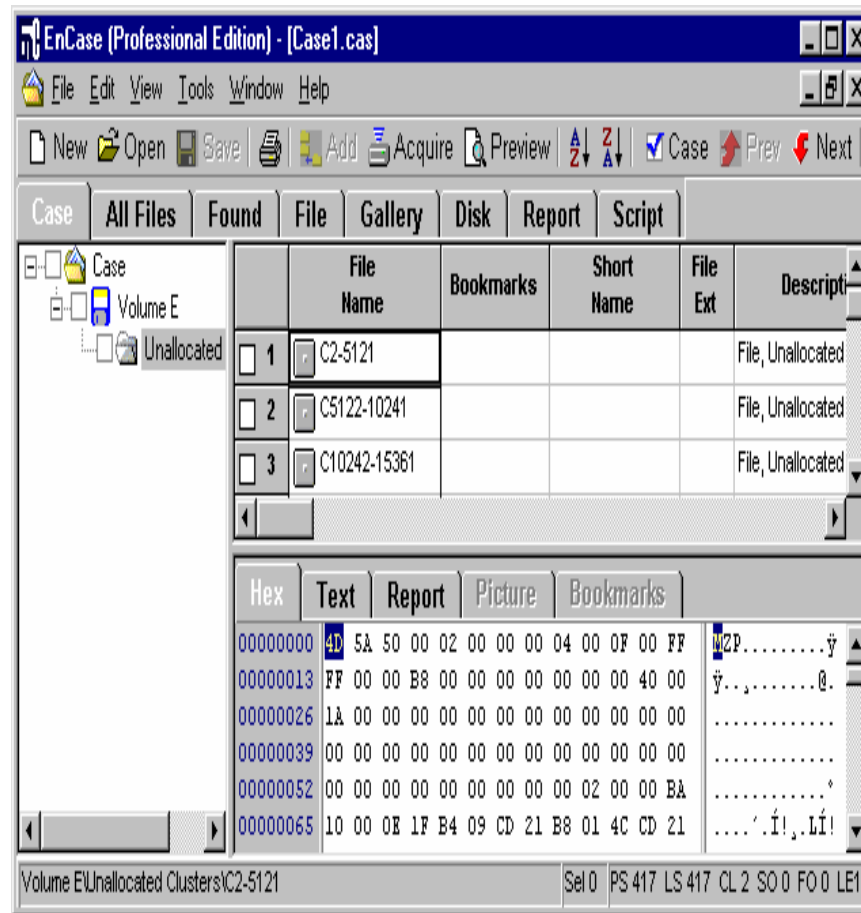 EnCase (Professional Edition) - [Case1.cas]
File Edit View Tools Window Help
New Open Save Add Acquire Preview Case Prev Next
Case All Files Found File Gallery Disk Report Script
Case
Volume E
Unallocated
File Name Bookmarks Short Name File Ext Descripti
1 C2-5121 File, Unallocated
2 C5122-10241 File, Unallocated
3 C10242-15361 File, Unallocated
Hex Text Report Picture Bookmarks
00000000 4D 5A 50 00 02 00 00 00 04 00 0F 00 FF MZP.........ÿ
00000013 FF 00 00 B8 00 00 00 00 00 00 00 40 00 ÿ..¸.......@.
00000026 1A 00 00 00 00 00 00 00 00 00 00 00 00 .............
00000039 00 00 00 00 00 00 00 00 00 00 00 00 00 .............
00000052 00 00 00 00 00 00 00 00 00 02 00 00 BA ............º
00000065 10 00 0E 1F B4 09 CD 21 B8 01 4C CD 21 ....´.Í!¸.LÍ!
Volume E\Unallocated Clusters\C2-5121 Sel 0 PS 417 LS 417 CL 2 SO 0 FO 0 LE1